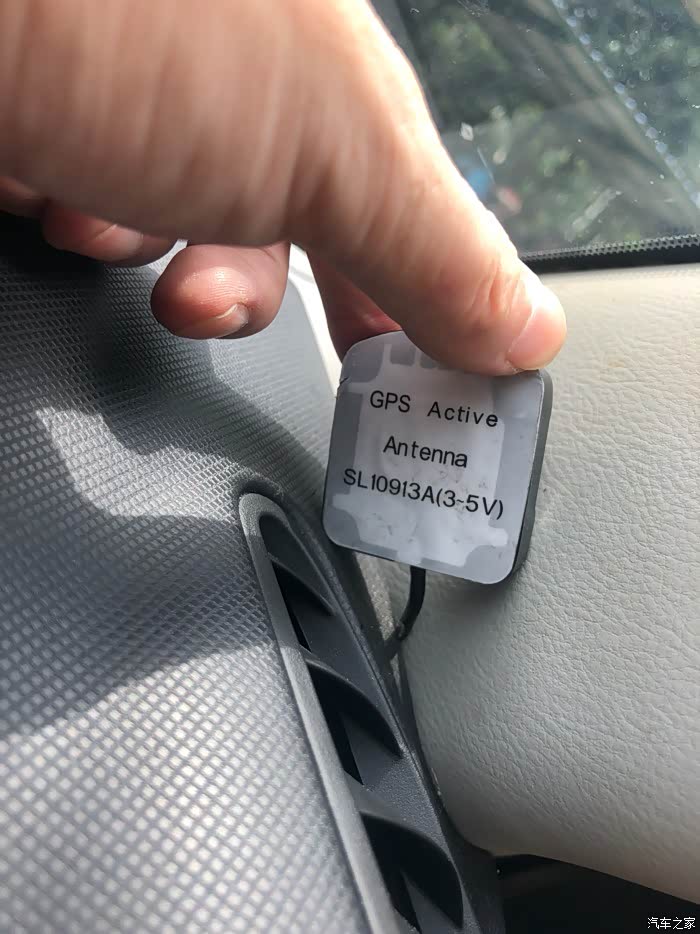 GPS Active
Antenna
SL10913A(3-5V)
汽车之家